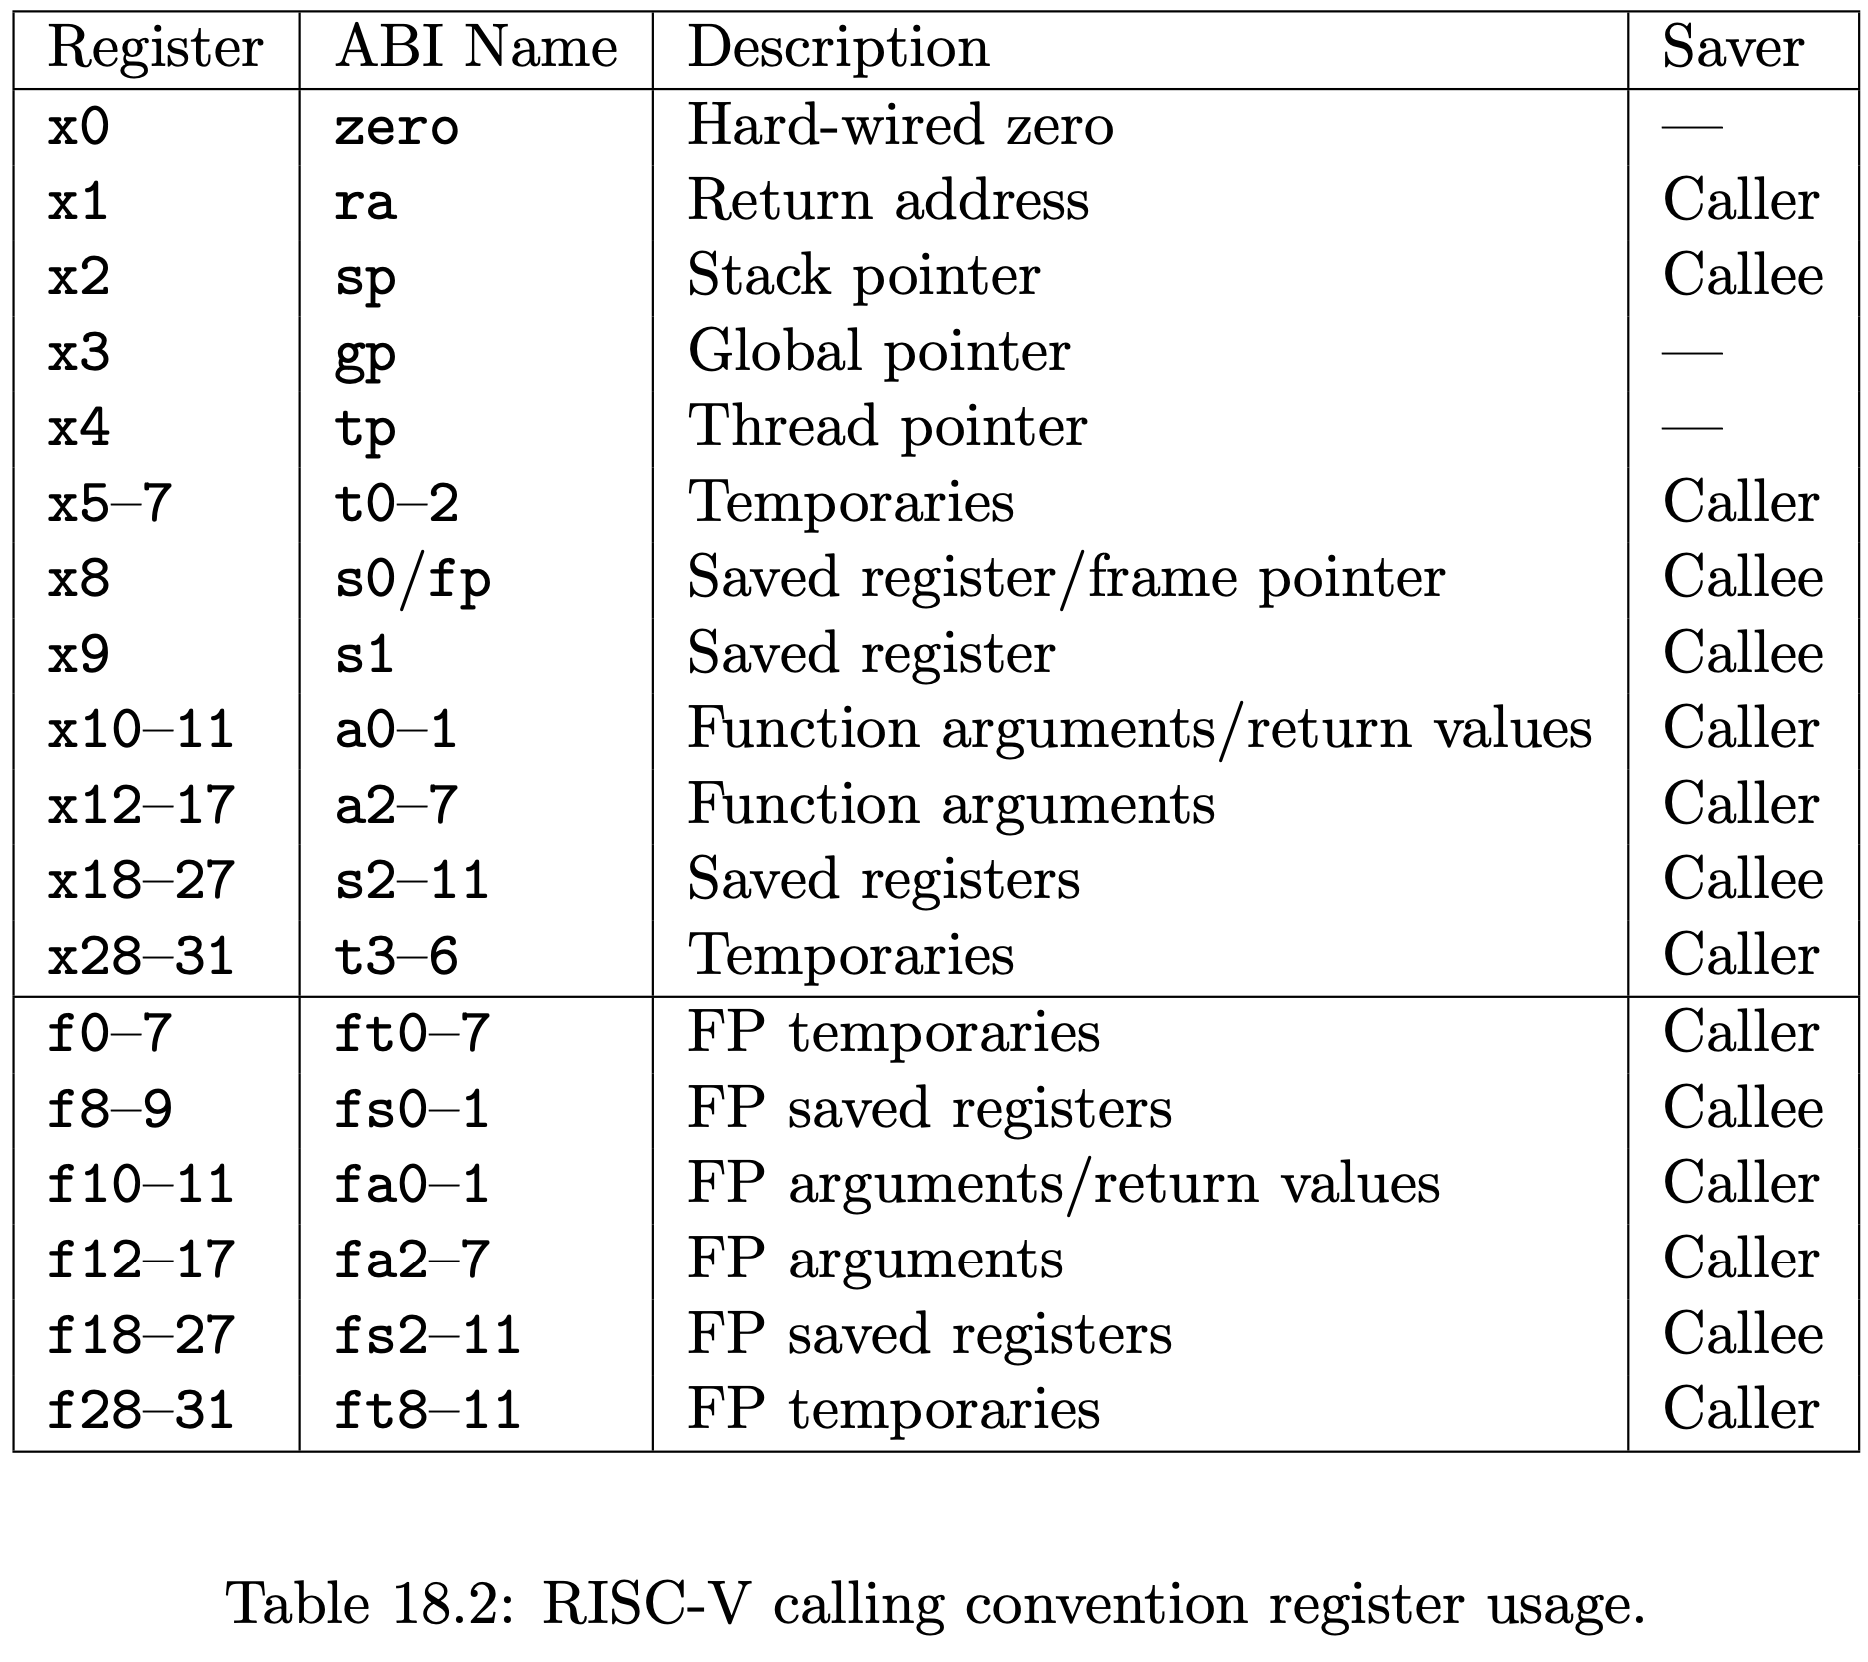 Register ABI Name Description Saver
x0 zero Hard-wired zero —
x1 ra Return address Caller
x2 sp Stack pointer Callee
x3 gp Global pointer —
x4 tp Thread pointer —
x5–7 t0–2 Temporaries Caller
x8 s0/fp Saved register/frame pointer Callee
x9 s1 Saved register Callee
x10–11 a0–1 Function arguments/return values Caller
x12–17 a2–7 Function arguments Caller
x18–27 s2–11 Saved registers Callee
x28–31 t3–6 Temporaries Caller
f0–7 ft0–7 FP temporaries Caller
f8–9 fs0–1 FP saved registers Callee
f10–11 fa0–1 FP arguments/return values Caller
f12–17 fa2–7 FP arguments Caller
f18–27 fs2–11 FP saved registers Callee
f28–31 ft8–11 FP temporaries Caller
Table 18.2: RISC-V calling convention register usage.